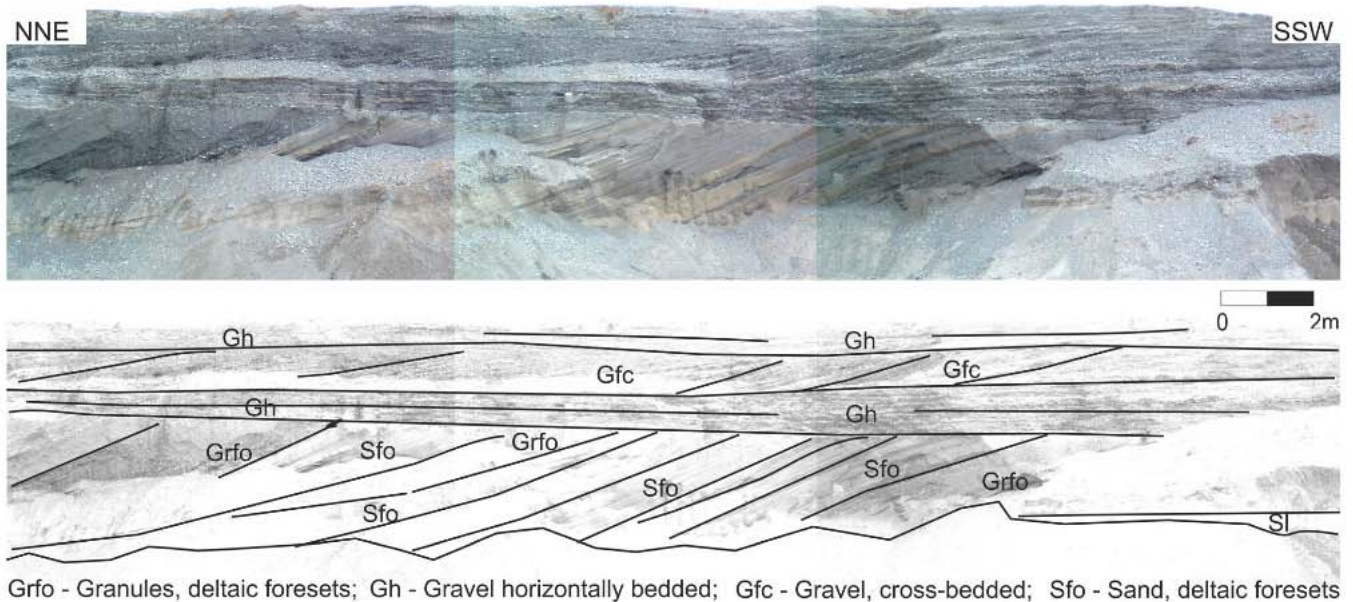 NNE SSW
0 2m
Gh Gh
Gfc Gfc
Gh Gh
Grfo Sfo Grfo
Sfo Sfo Sfo Grfo
Sl
Grfo - Granules, deltaic foresets; Gh - Gravel horizontally bedded; Gfc - Gravel, cross-bedded; Sfo - Sand, deltaic foresets